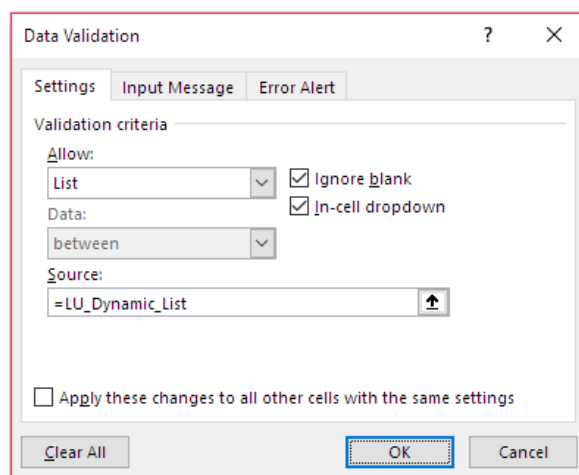 Data Validation ?
Settings Input Message Error Alert
Validation criteria
Allow:
List
Ignore blank
Data:
In-cell dropdown
between
Source:
=LU_Dynamic_List
Apply these changes to all other cells with the same settings
Clear All OK Cancel